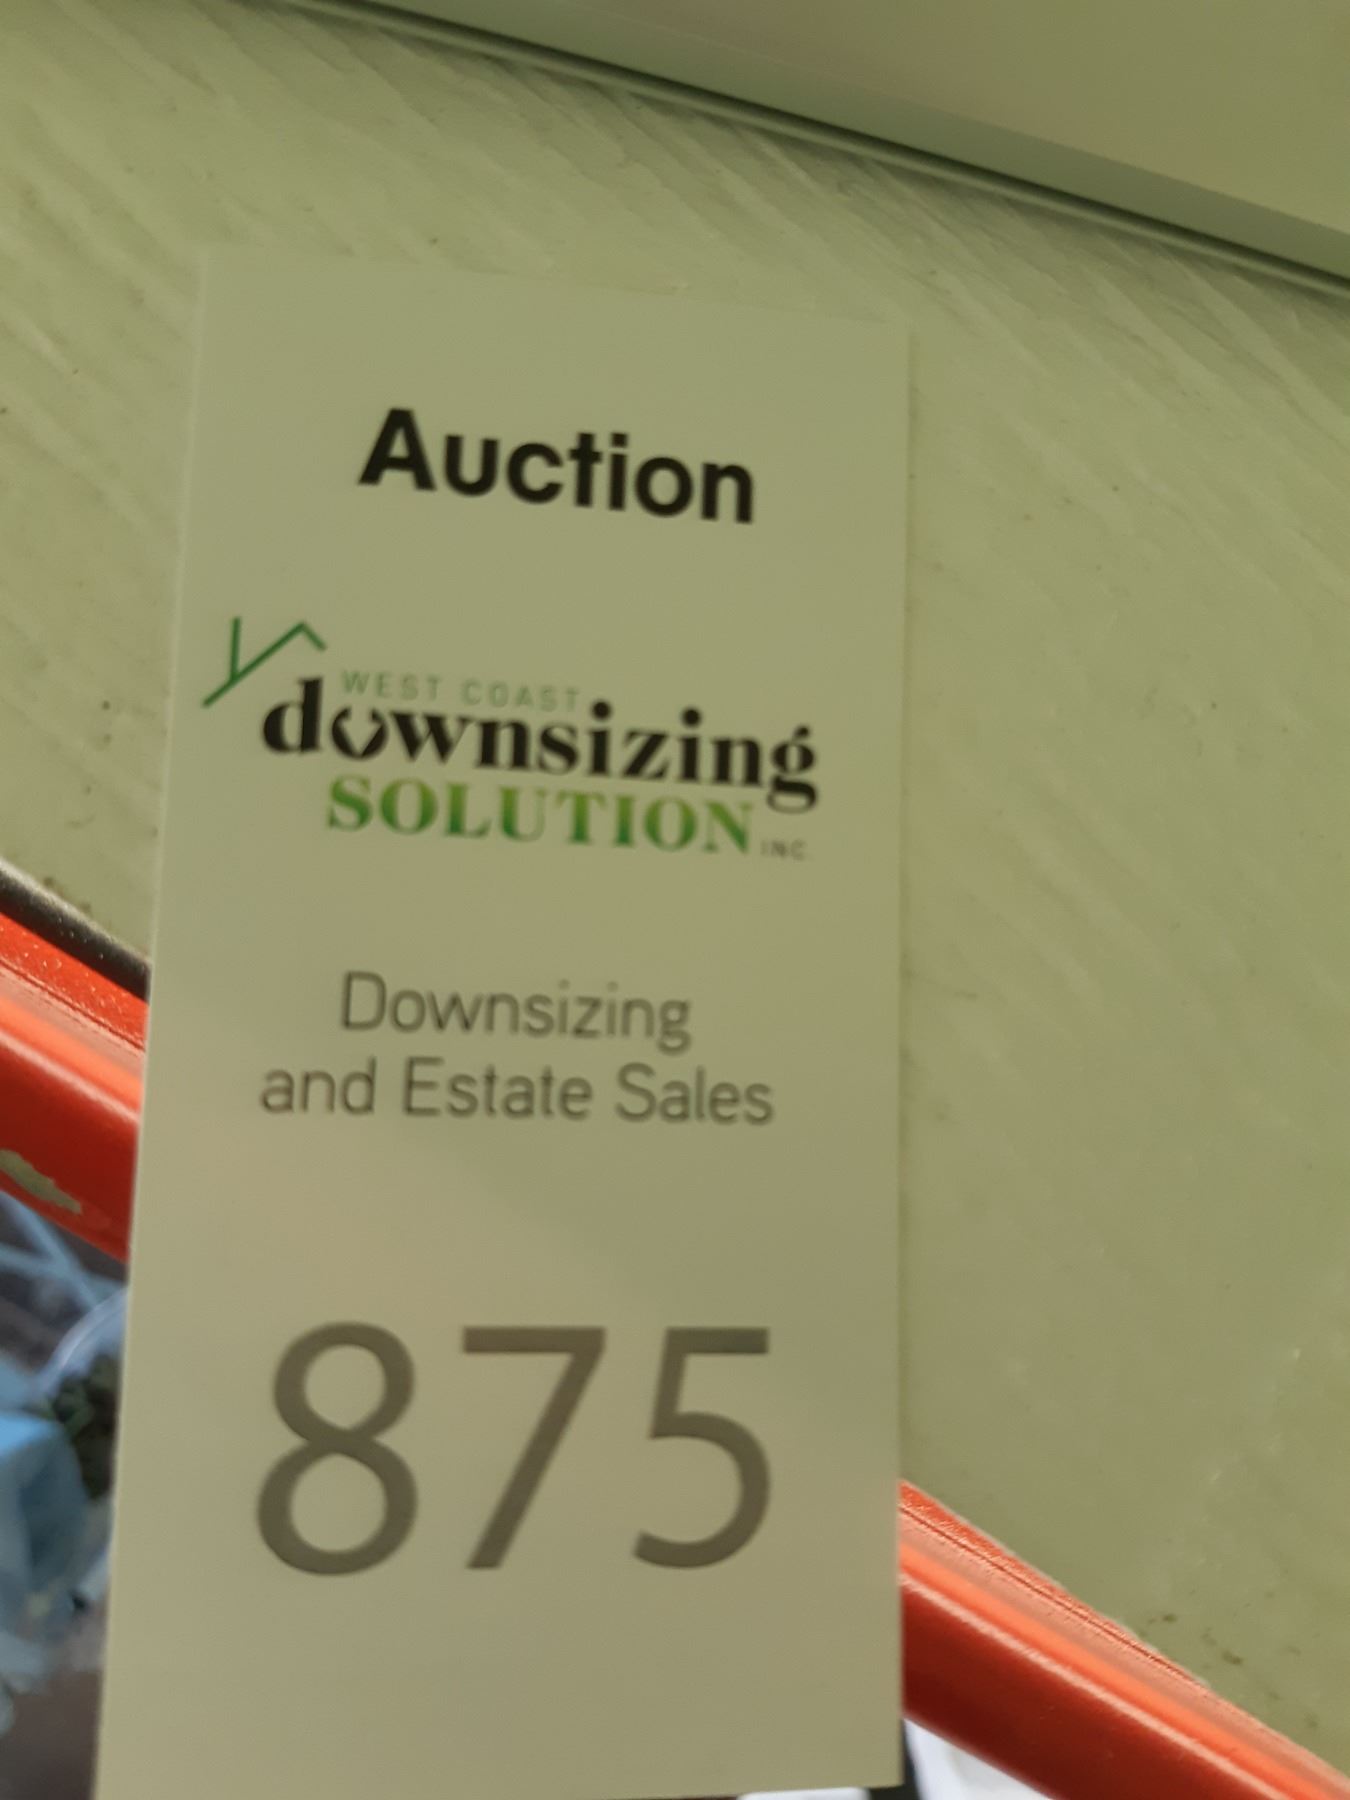 Auction
WEST COAST
downsizing
SOLUTION INC.
Downsizing
and Estate Sales
875